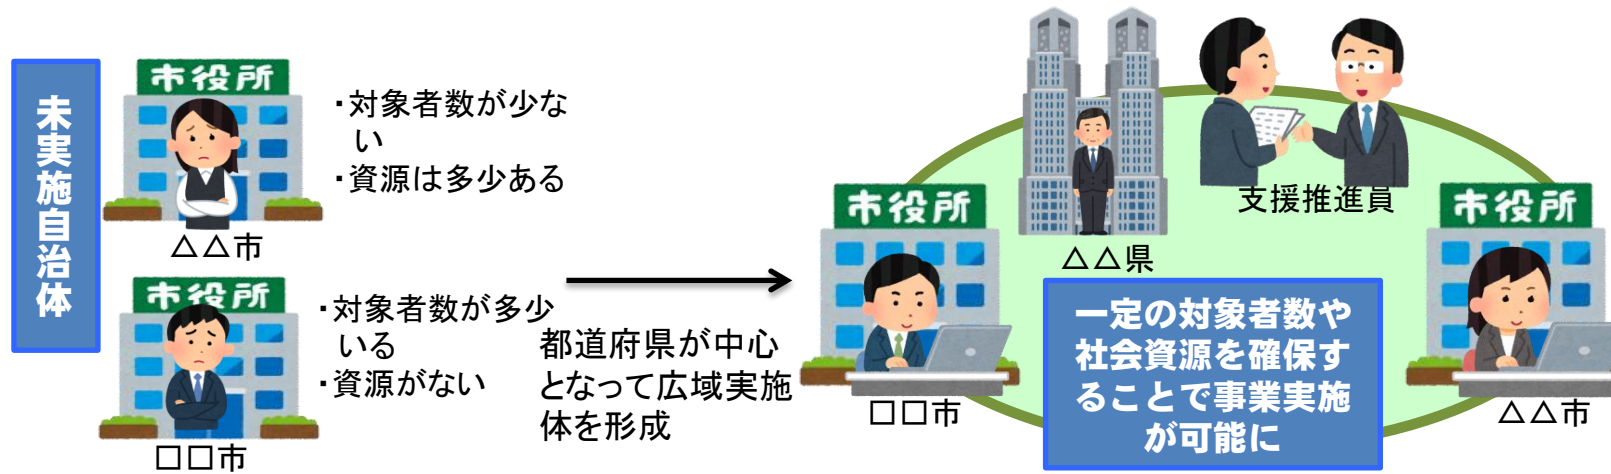 未実施自治体
市役所
・対象者数が少な
い
・資源は多少ある
△△市
市役所
・対象者数が多少
いる
・資源がない
□□市
都道府県が中心
となって広域実施
体を形成
△△県
支援推進員
市役所
□□市
市役所
△△市
一定の対象者数や
社会資源を確保す
ることで事業実施
が可能に